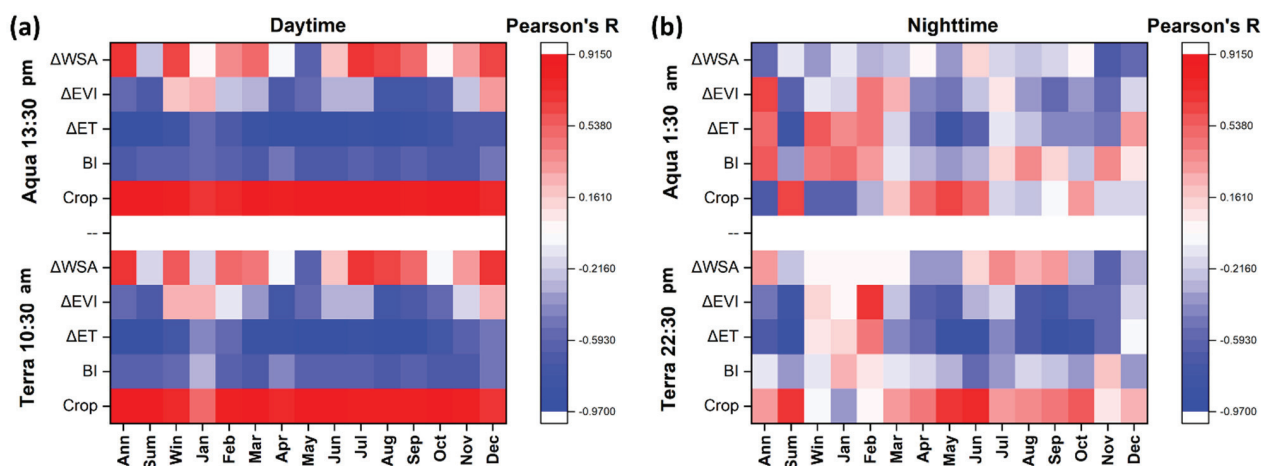 (a)
Daytime
Pearson's R
Aqua 13:30 pm
ΔWSA
ΔEVI
ΔET
BI
Crop
--
Terra 10:30 am
ΔWSA
ΔEVI
ΔET
BI
Crop
Ann Sum Win Jan Feb Mar Apr May Jun Jul Aug Sep Oct Nov Dec
0.9150
0.5380
0.1610
-0.2160
-0.5930
-0.9700
(b)
Nighttime
Pearson's R
Aqua 1:30 am
ΔWSA
ΔEVI
ΔET
BI
Crop
--
Terra 22:30 pm
ΔWSA
ΔEVI
ΔET
BI
Crop
Ann Sum Win Jan Feb Mar Apr May Jun Jul Aug Sep Oct Nov Dec
0.9150
0.5380
0.1610
-0.2160
-0.5930
-0.9700